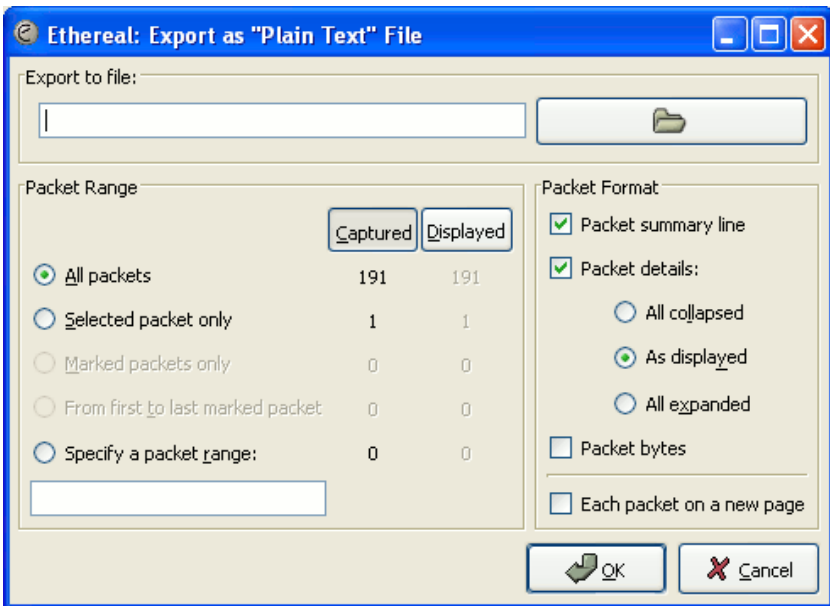 Ethereal: Export as "Plain Text" File
Export to file:
Packet Range
Captured Displayed
All packets 191 191
Selected packet only 1 1
Marked packets only 0 0
From first to last marked packet 0 0
Specify a packet range: 0 0
Packet Format
Packet summary line
Packet details:
All collapsed
As displayed
All expanded
Packet bytes
Each packet on a new page
OK Cancel